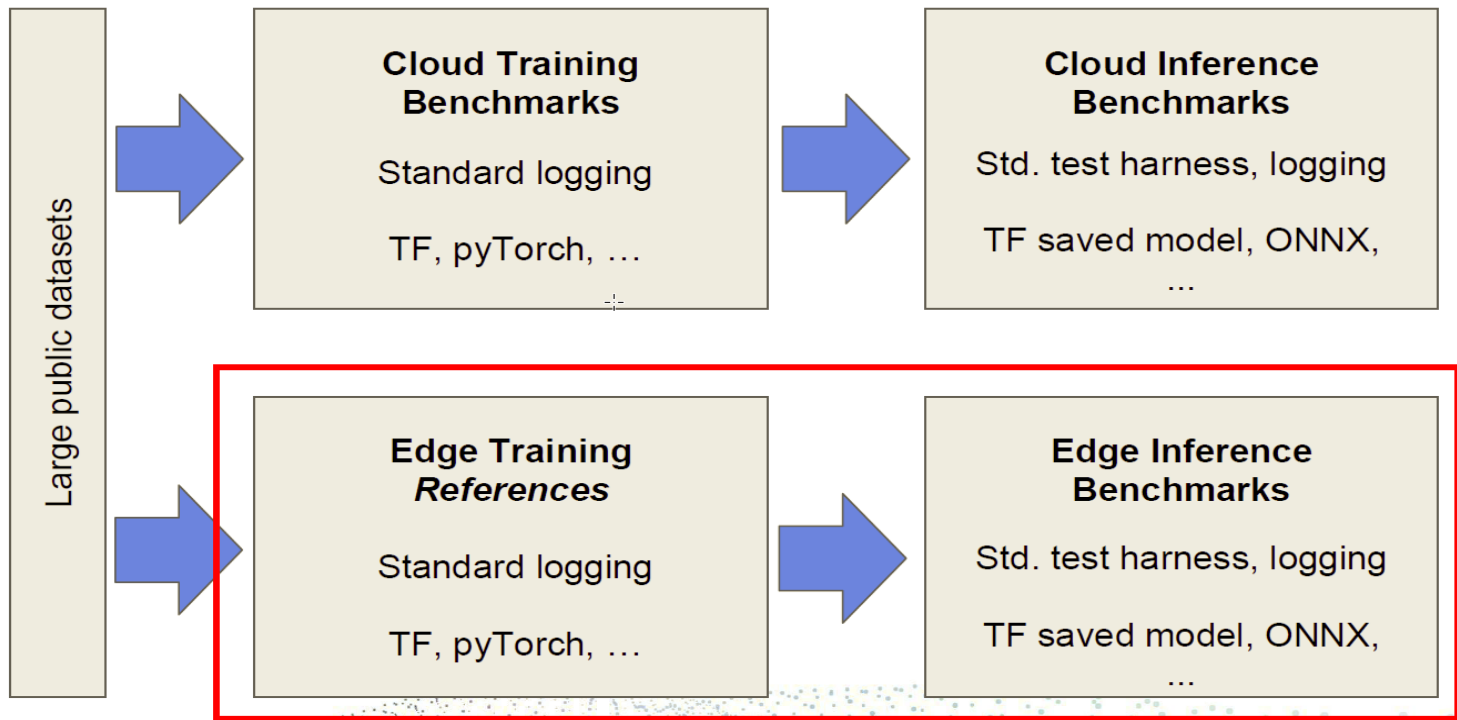 Large public datasets
Cloud Training
Benchmarks
Standard logging
TF, pyTorch, …
Cloud Inference
Benchmarks
Std. test harness, logging
TF saved model, ONNX,
...
Edge Training
References
Standard logging
TF, pyTorch, …
Edge Inference
Benchmarks
Std. test harness, logging
TF saved model, ONNX,
...